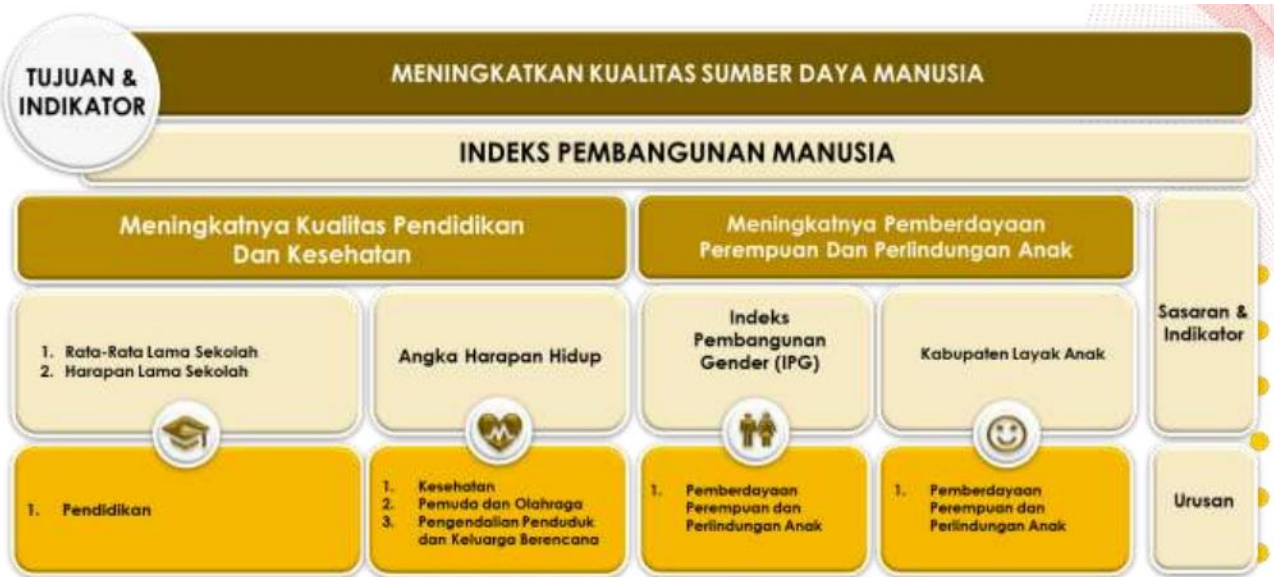 TUJUAN &
INDIKATOR
MENINGKATKAN KUALITAS SUMBER DAYA MANUSIA
INDEKS PEMBANGUNAN MANUSIA
Meningkatnya Kualitas Pendidikan
Dan Kesehatan
Meningkatnya Pemberdayaan
Perempuan Dan Perlindungan Anak
Sasaran &
Indikator
1. Rata-Rata Lama Sekolah
2. Harapan Lama Sekolah
Angka Harapan Hidup
Indeks
Pembangunan
Gender (IPG)
Kabupaten Layak Anak
1. Pendidikan
1. Kesehatan
2. Pemuda dan Olahraga
3. Pengendalian Penduduk
dan Keluarga Berencana
1. Pemberdayaan
Perempuan dan
Perlindungan Anak
1. Pemberdayaan
Perempuan dan
Perlindungan Anak
Urusan